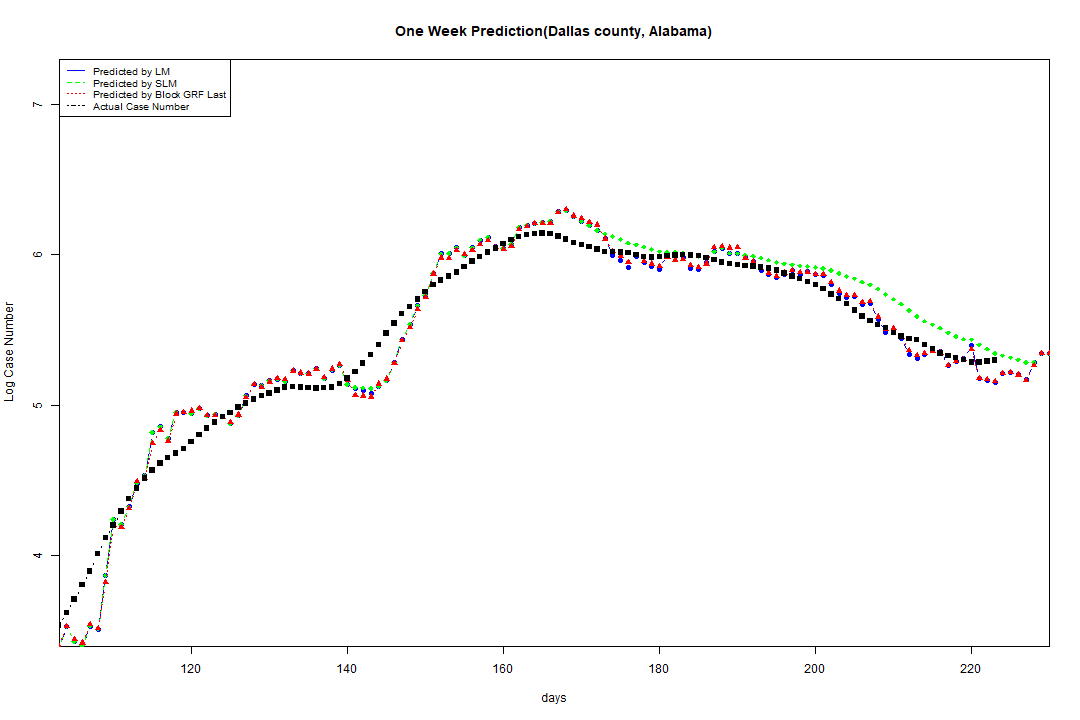 One Week Prediction(Dallas county, Alabama)
Predicted by LM
Predicted by SLM
Predicted by Block GRF Last
Actual Case Number
7
6
5
4
Log Case Number
120 140 160 180 200 220
days